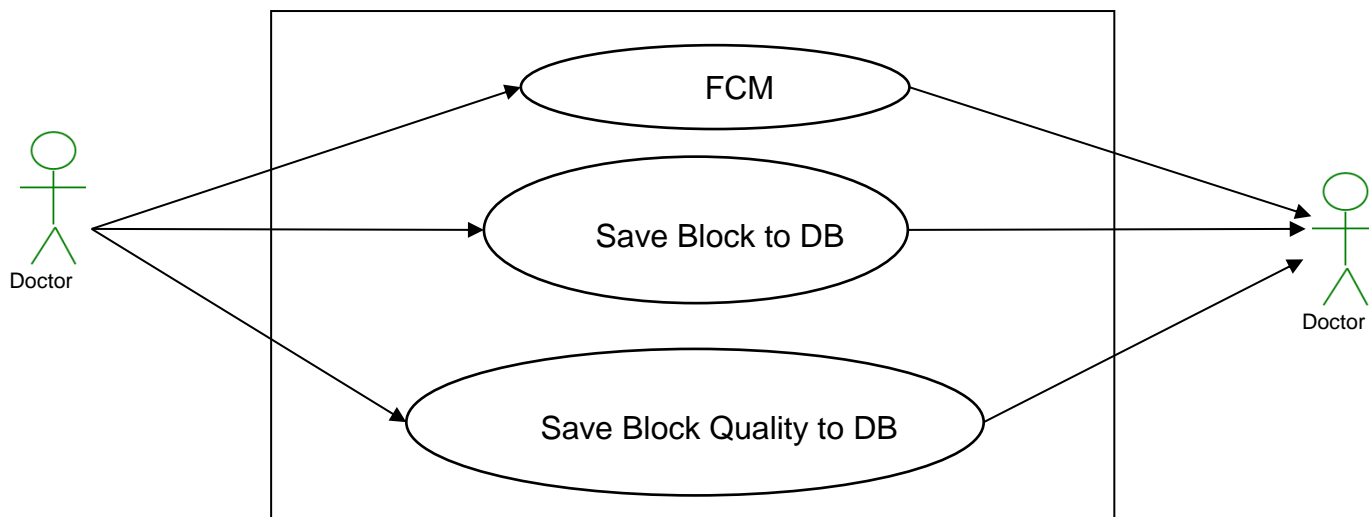 FCM
Save Block to DB
Doctor
Doctor
Save Block Quality to DB